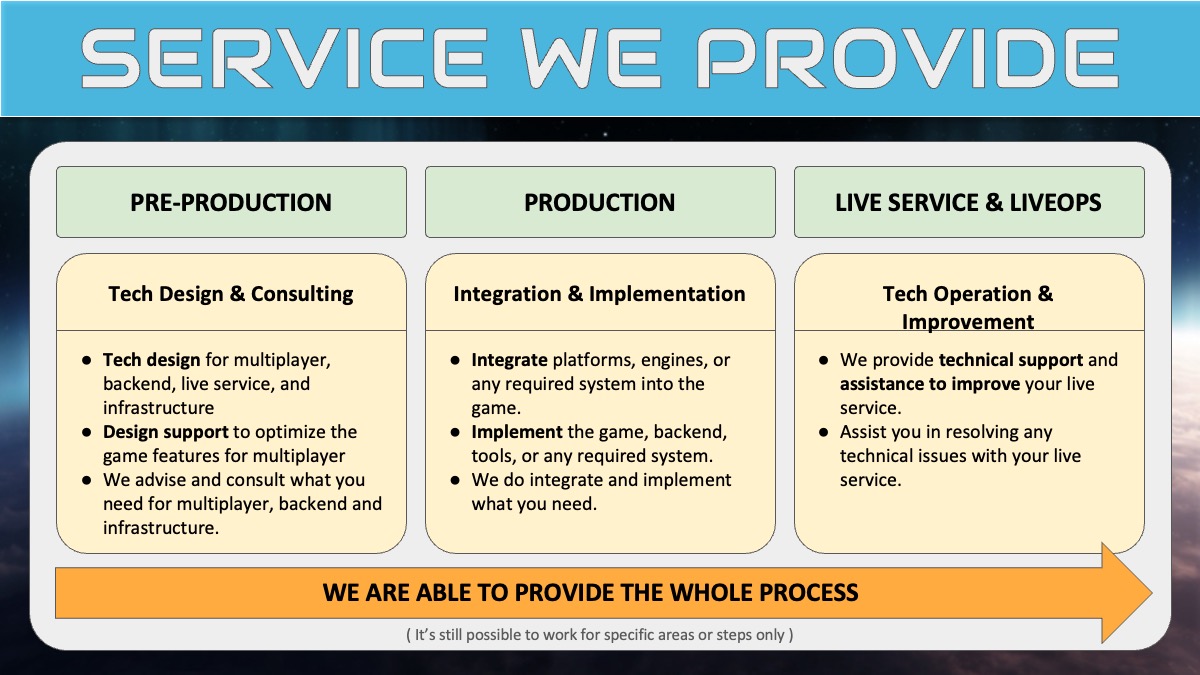 SERVICE WE PROVIDE
PRE-PRODUCTION
Tech Design & Consulting
● Tech design for multiplayer,
backend, live service, and
infrastructure
● Design support to optimize the
game features for multiplayer
● We advise and consult what you
need for multiplayer, backend and
infrastructure.
PRODUCTION
Integration & Implementation
● Integrate platforms, engines, or
any required system into the
game.
● Implement the game, backend,
tools, or any required system.
● We do integrate and implement
what you need.
LIVE SERVICE & LIVEOPS
Tech Operation &
Improvement
● We provide technical support and
assistance to improve your live
service.
● Assist you in resolving any
technical issues with your live
service.
WE ARE ABLE TO PROVIDE THE WHOLE PROCESS
( It’s still possible to work for specific areas or steps only )